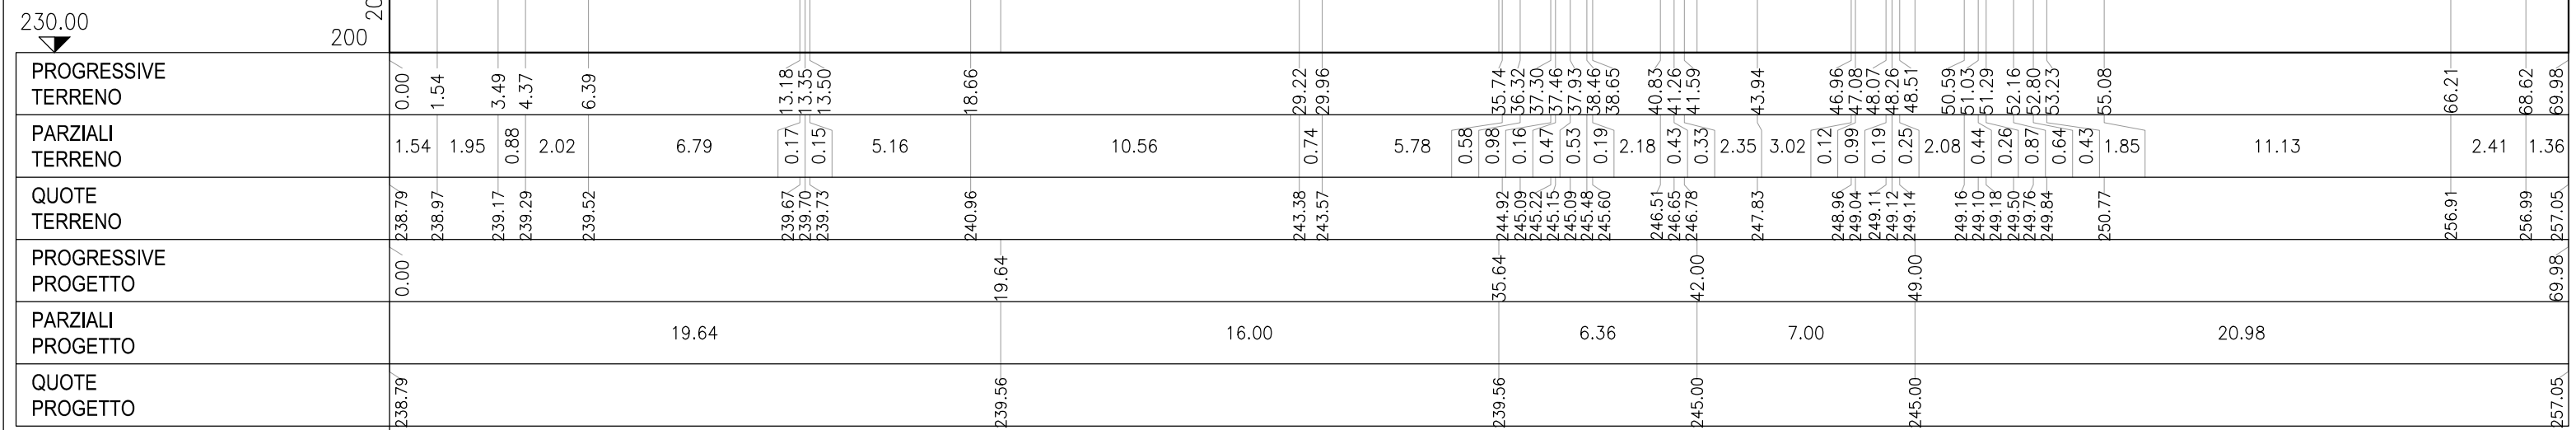 20
230.00
200
PROGRESSIVE
TERRENO
0.00 1.54 3.49 4.37 6.39 13.18 13.35 13.50 18.66 29.22 29.96 35.74 36.32 37.30 37.46 37.93 38.46 38.65 40.83 41.26 41.59 43.94 46.96 47.08 48.07 48.26 48.51 50.59 51.03 51.29 52.16 52.80 53.23 55.08 66.21 68.62 69.98
PARZIALI
TERRENO
1.54 1.95 0.88 2.02 6.79 0.17 0.15 5.16 10.56 0.74 5.78 0.58 0.98 0.16 0.47 0.53 0.19 2.18 0.43 0.33 2.35 3.02 0.12 0.99 0.19 0.25 2.08 0.44 0.26 0.87 0.64 0.43 1.85 11.13 2.41 1.36
QUOTE
TERRENO
238.79 238.97 239.17 239.29 239.52 239.67 239.70 239.73 240.96 243.38 243.57 244.92 245.09 245.22 245.15 245.09 245.48 245.60 246.51 246.65 246.78 247.83 248.96 249.04 249.11 249.12 249.14 249.16 249.10 249.18 249.50 249.76 249.84 250.77 256.91 256.99 257.05
PROGRESSIVE
PROGETTO
0.00 19.64 35.64 42.00 49.00 69.98
PARZIALI
PROGETTO
19.64 16.00 6.36 7.00 20.98
QUOTE
PROGETTO
238.79 239.56 239.56 245.00 245.00 257.05